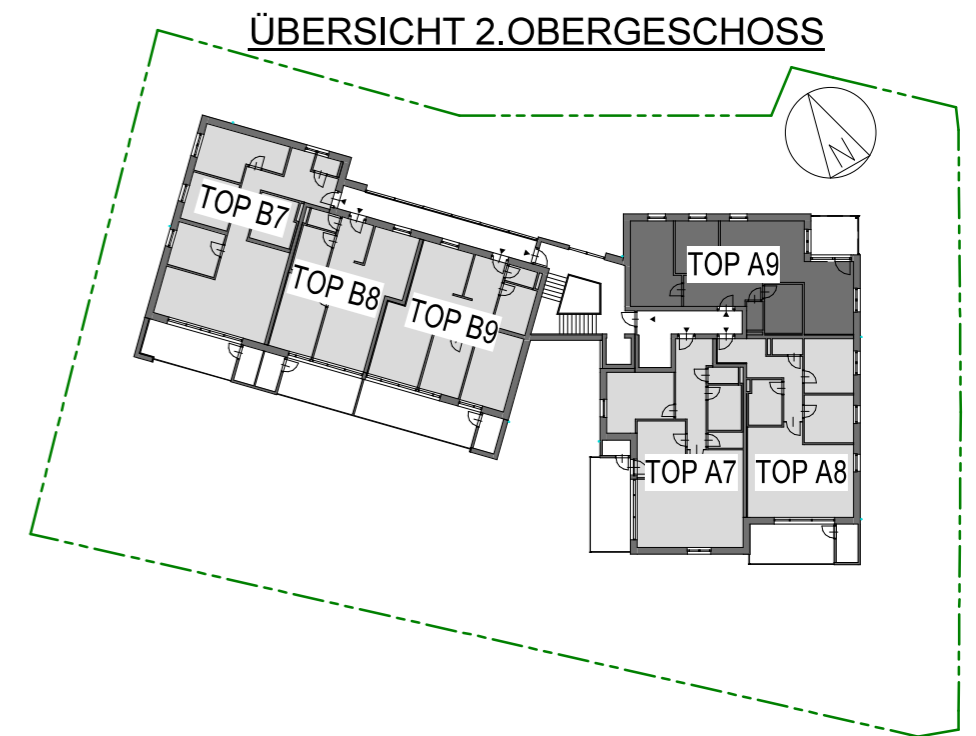 ÜBERSICHT 2.OBERGESCHOSS
N
TOP B7
TOP B8
TOP B9
TOP A9
TOP A7
TOP A8